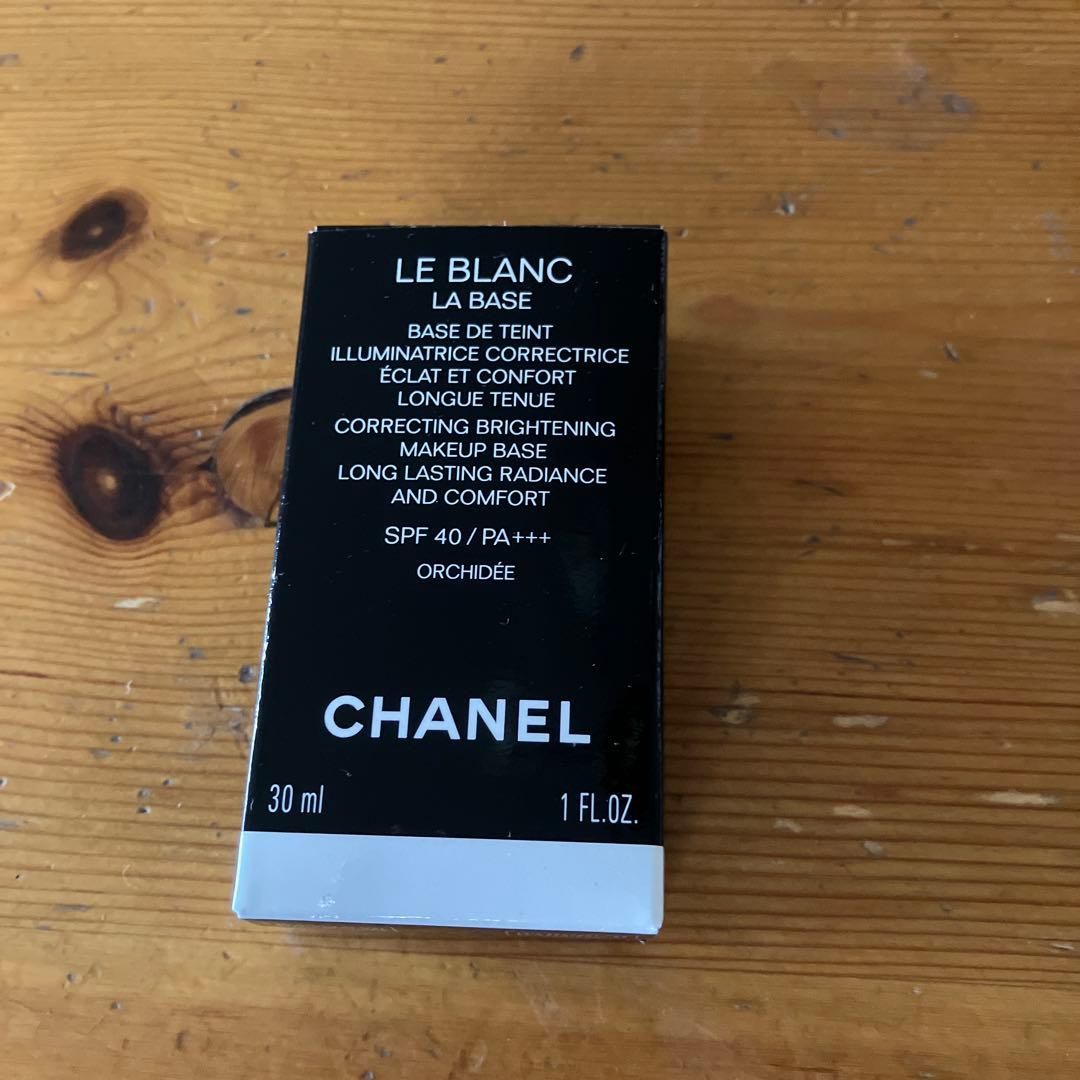 LE BLANC
LA BASE
BASE DE TEINT
ILLUMINATRICE CORRECTRICE
ÉCLAT ET CONFORT
LONGUE TENUE
CORRECTING BRIGHTENING
MAKEUP BASE
LONG LASTING RADIANCE
AND COMFORT
SPF 40 / PA+++
ORCHIDÉE
CHANEL
30 ml 1 FL.OZ.